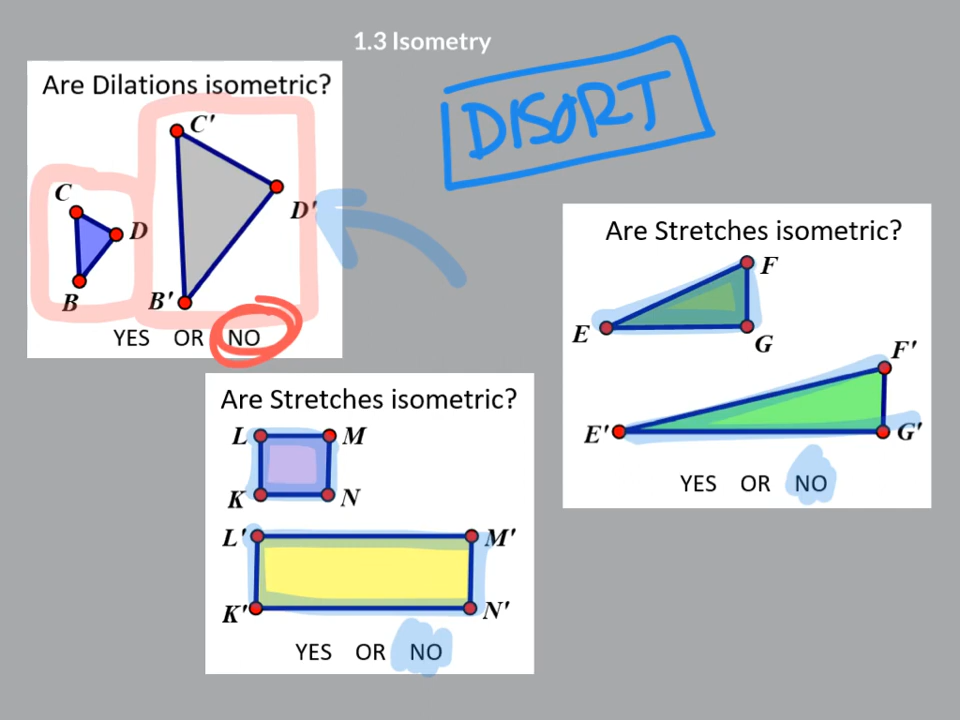 1.3 Isometry
DISORT
Are Dilations isometric?
C'
C
D
D'
B
B'
YES OR NO
Are Stretches isometric?
F
E
G
F'
E'
G'
YES OR NO
Are Stretches isometric?
L
M
K
N
L'
M'
K'
N'
YES OR NO